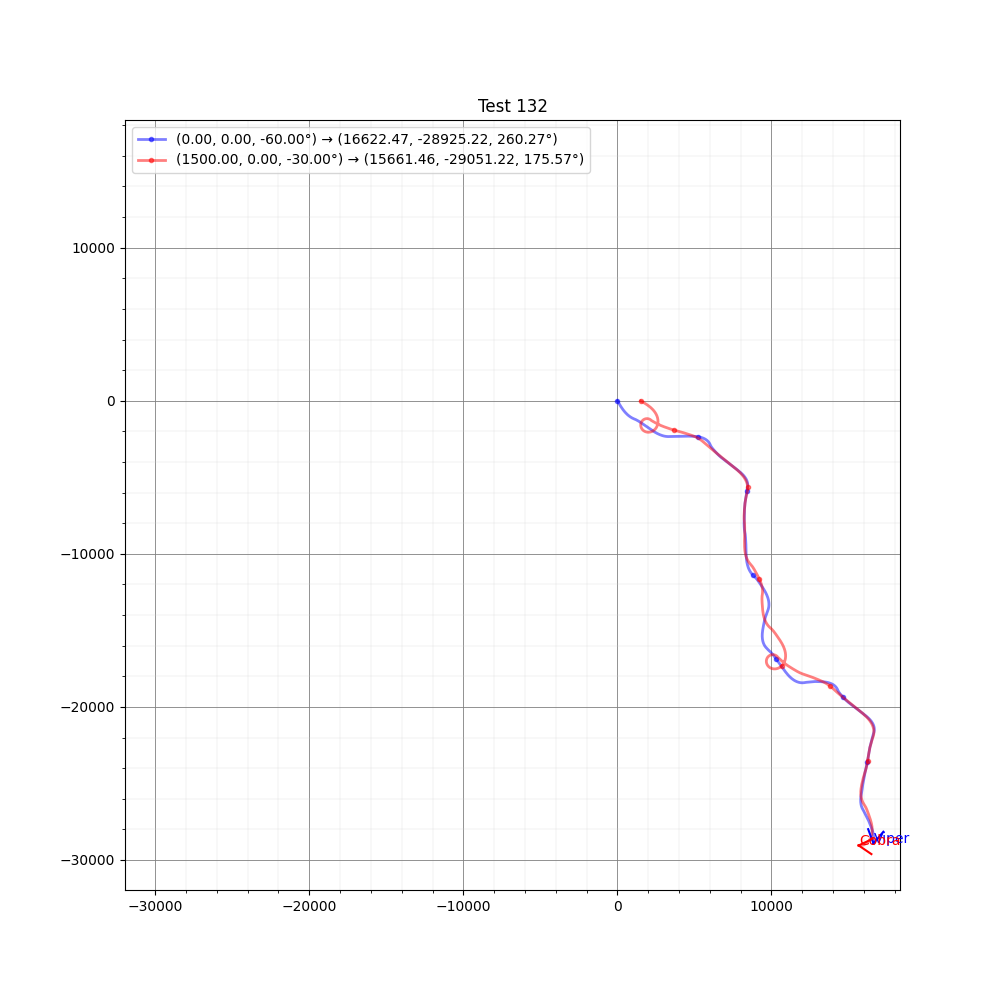 Test 132
(0.00, 0.00, -60.00°) → (16622.47, -28925.22, 260.27°)
(1500.00, 0.00, -30.00°) → (15661.46, -29051.22, 175.57°)
10000
0
−10000
−20000
−30000
Viper
Cobra
−30000 −20000 −10000 0 10000